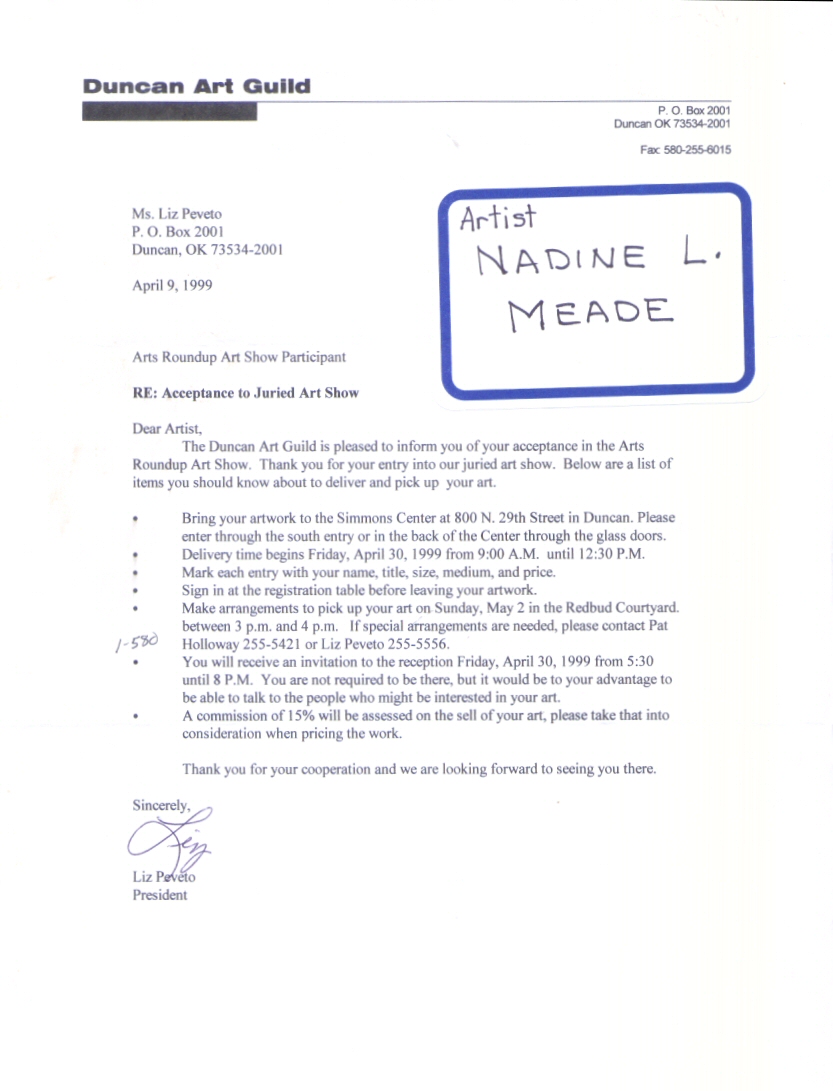 Duncan Art Guild
P. O. Box 2001
Duncan OK 73534-2001
Fax: 580-255-6015
Ms. Liz Peveto
P. O. Box 2001
Duncan, OK 73534-2001
April 9, 1999
Artist
NADINE L.
MEADE
Arts Roundup Art Show Participant
RE: Acceptance to Juried Art Show
Dear Artist,
The Duncan Art Guild is pleased to inform you of your acceptance in the Arts
Roundup Art Show. Thank you for your entry into our juried art show. Below are a list of
items you should know about to deliver and pick up your art.
• Bring your artwork to the Simmons Center at 800 N. 29th Street in Duncan. Please
enter through the south entry or in the back of the Center through the glass doors.
• Delivery time begins Friday, April 30, 1999 from 9:00 A.M. until 12:30 P.M.
• Mark each entry with your name, title, size, medium, and price.
• Sign in at the registration table before leaving your artwork.
• Make arrangements to pick up your art on Sunday, May 2 in the Redbud Courtyard.
between 3 p.m. and 4 p.m. If special arrangements are needed, please contact Pat
1-580 Holloway 255-5421 or Liz Peveto 255-5556.
• You will receive an invitation to the reception Friday, April 30, 1999 from 5:30
until 8 P.M. You are not required to be there, but it would be to your advantage to
be able to talk to the people who might be interested in your art.
• A commission of 15% will be assessed on the sell of your art, please take that into
consideration when pricing the work.
Thank you for your cooperation and we are looking forward to seeing you there.
Sincerely,
Liz
Liz Peveto
President